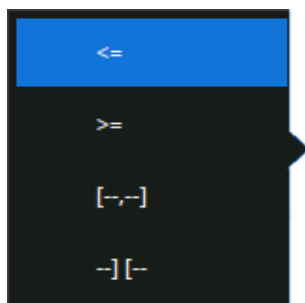 <=
>=
[--,--]
--] [--